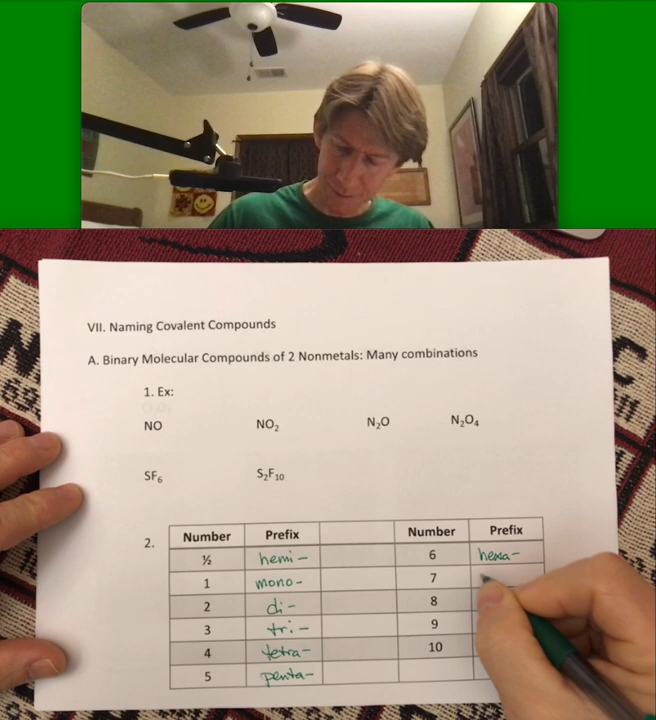 VII. Naming Covalent Compounds
A. Binary Molecular Compounds of 2 Nonmetals: Many combinations
1. Ex:
NO NO₂ N₂O N₂O₄
SF₆ S₂F₁₀
2.
Number Prefix Number Prefix
½ hemi- 6 hexa-
1 mono- 7
2 di- 8
3 tri- 9
4 tetra- 10
5 penta-